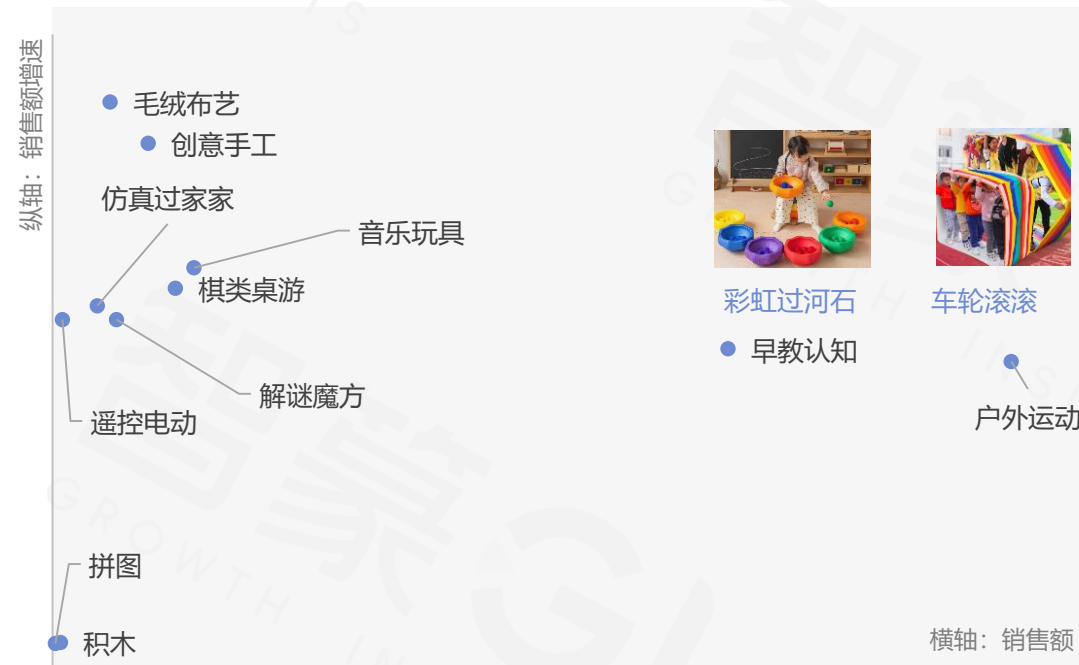 纵轴：销售额增速
毛绒布艺
创意手工
仿真过家家
音乐玩具
棋类桌游
彩虹过河石
车轮滚滚
早教认知
户外运动
解谜魔方
遥控电动
拼图
积木
横轴：销售额
智篆
GROWTH